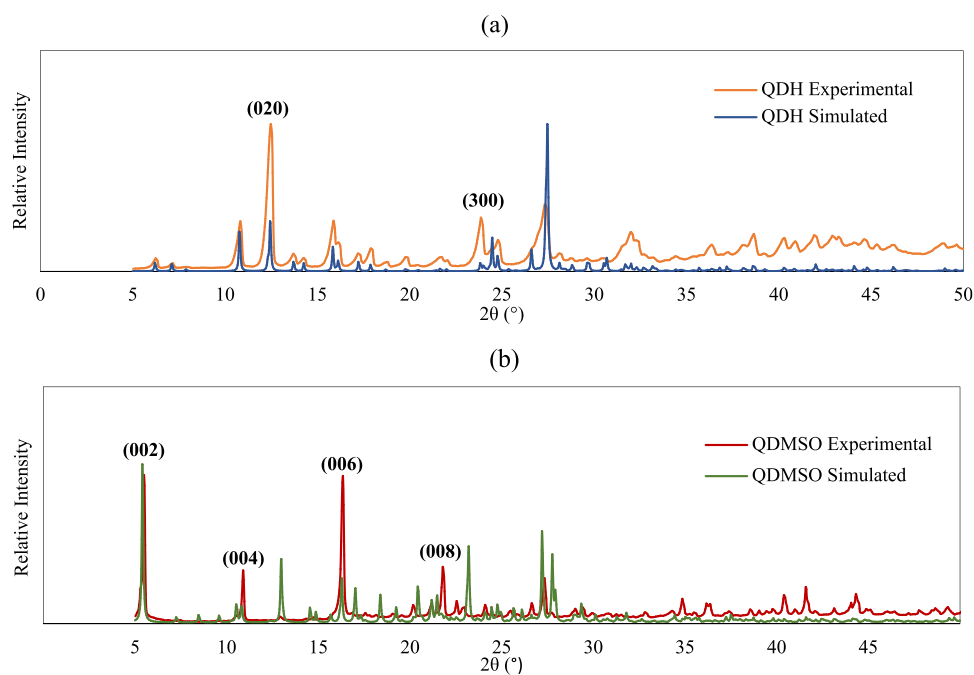 (a)
Relative Intensity
(020)
(300)
QDH Experimental
QDH Simulated
0 5 10 15 20 25 30 35 40 45 50
2θ (°)
(b)
Relative Intensity
(002)
(004)
(006)
(008)
QDMSO Experimental
QDMSO Simulated
5 10 15 20 25 30 35 40 45
2θ (°)